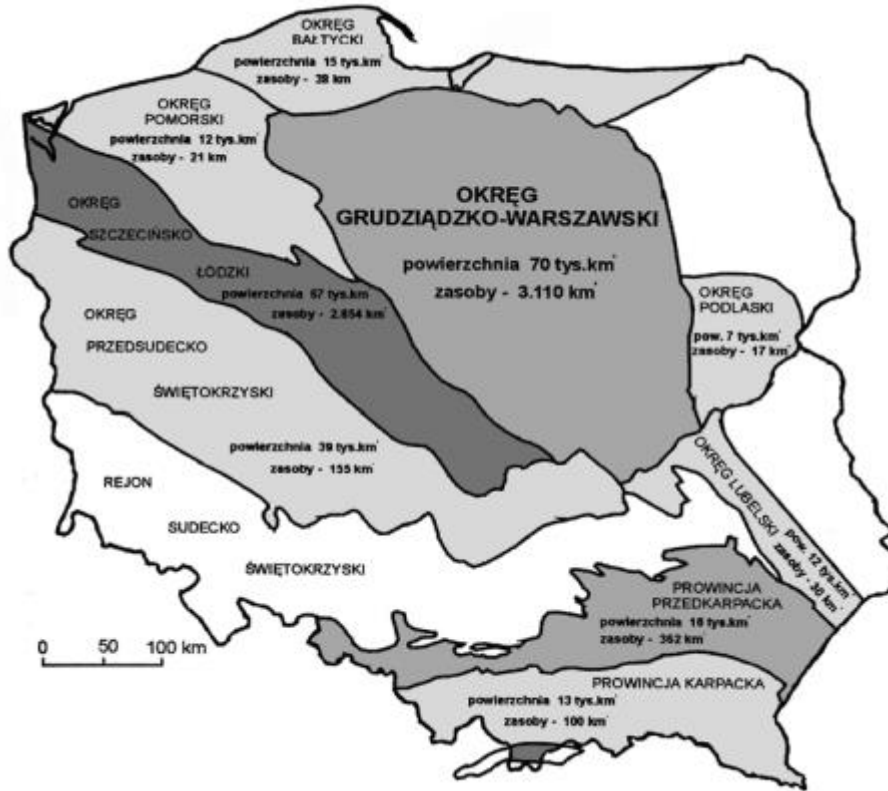 OKRĘG
BAŁTYCKI
powierzchnia 15 tys.km
zasoby - 38 km
OKRĘG
POMORSKI
powierzchnia 12 tys.km
zasoby - 21 km
OKRĘG
SZCZECIŃSKO
ŁÓDZKI
powierzchnia 67 tys.km
zasoby - 2.854 km
OKRĘG
GRUDZIĄDZKO-WARSZAWSKI
powierzchnia 70 tys.km
zasoby - 3.110 km
OKRĘG
PODLASKI
pow. 7 tys.km
zasoby - 17 km
OKRĘG
PRZEDSUDECKO
ŚWIĘTOKRZYSKI
powierzchnia 39 tys.km
zasoby - 155 km
OKRĘG LUBELSKI
pow. 12 tys.km
zasoby - 30 km
REJON
SUDECKO
ŚWIĘTOKRZYSKI
PROWINCJA
PRZEDKARPACKA
powierzchnia 16 tys.km
zasoby - 362 km
PROWINCJA KARPACKA
powierzchnia 13 tys.km
zasoby - 100 km
0 50 100 km